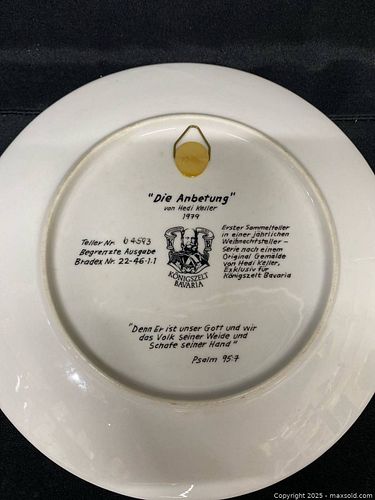 "Die Anbetung"
von Hedi Keller
1979
Teller Nr. 64593
Begrenzte Ausgabe
Bradex Nr. 22-46-1.1
Erster Sammelteller
in einer jährlichen
Weihnachtsteller-
Serie nach einem
Original Gemälde
von Hedi Keller,
Exklusiv für
Königszelt Bavaria
KÖNIGSZELT
BAVARIA
"Denn Er ist unser Gott und wir
das Volk seiner Weide und
Schafe seiner Hand"
Psalm 95:7
Copyright 2025 - maxsold.com